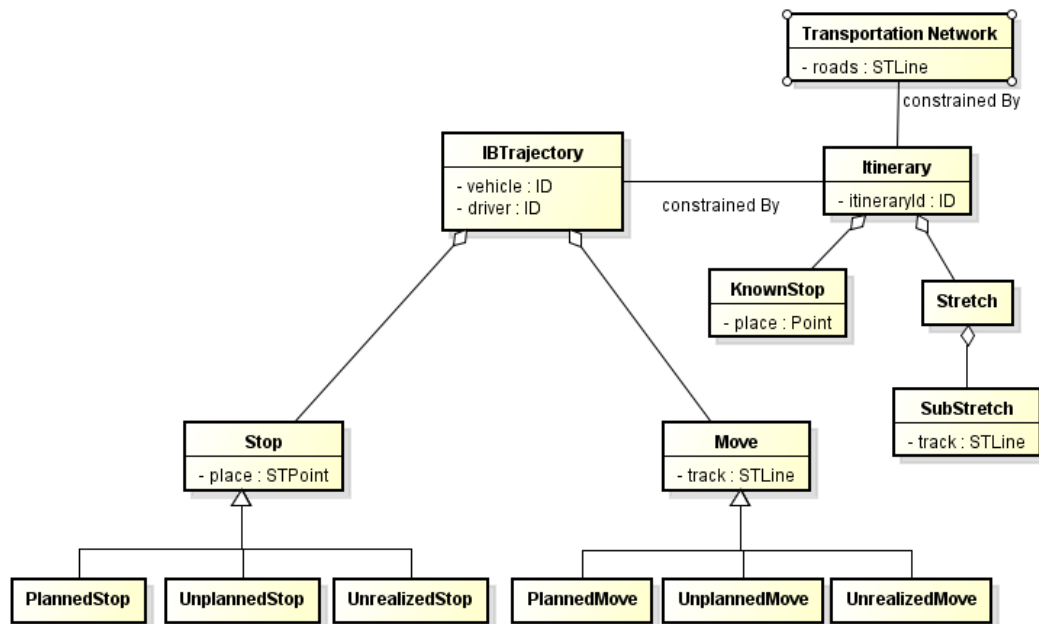 Transportation Network
- roads : STLine
constrained By
IBTrajectory
- vehicle : ID
- driver : ID
constrained By
Itinerary
- itineraryId : ID
KnownStop
- place : Point
Stretch
SubStretch
- track : STLine
Stop
- place : STPoint
Move
- track : STLine
PlannedStop
UnplannedStop
UnrealizedStop
PlannedMove
UnplannedMove
UnrealizedMove